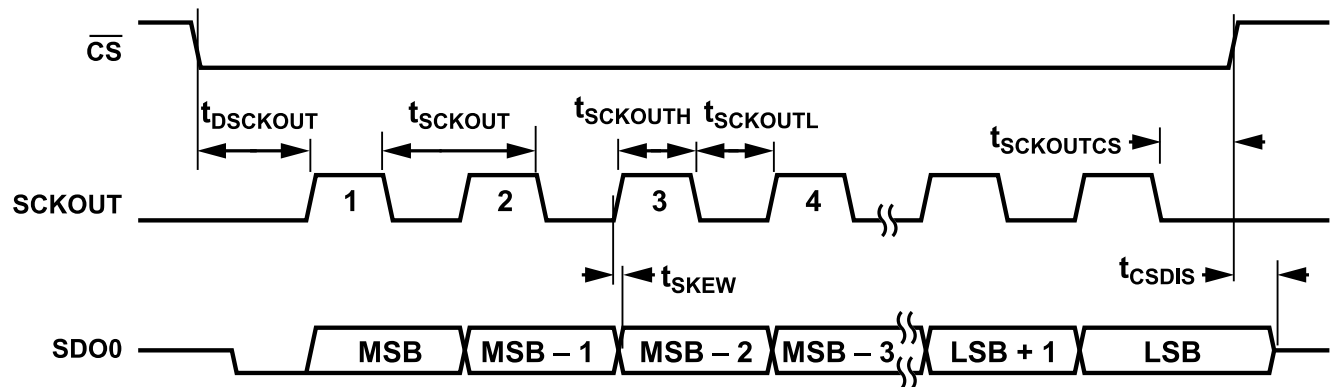 CS
tDSCKOUT tSCKOUT tSCKOUTH tSCKOUTL tSCKOUTCS
SCKOUT 1 2 3 4
tSKEW tCSDIS
SDO0 MSB MSB – 1 MSB – 2 MSB – 3 LSB + 1 LSB